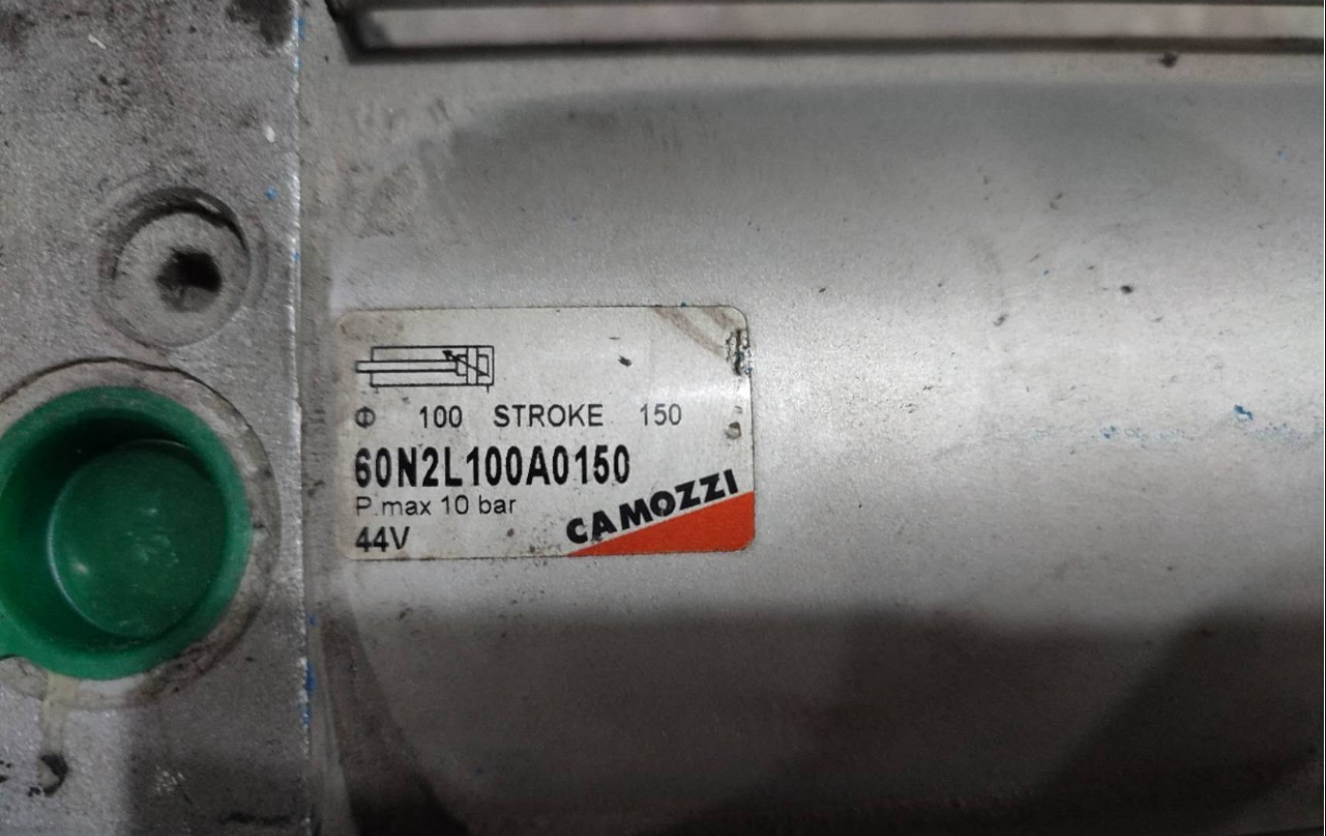 Φ 100 STROKE 150
60N2L100A0150
P.max 10 bar
CAMOZZI
44V